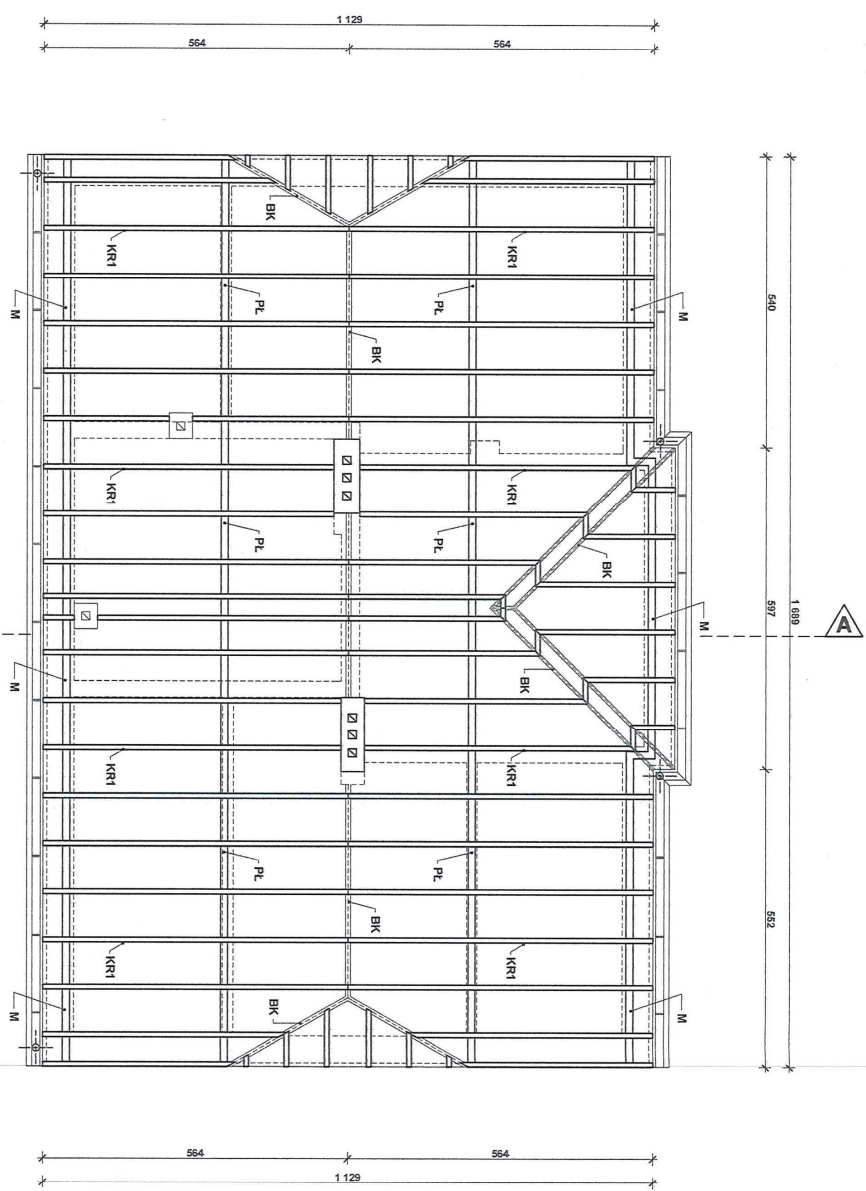 1 129
564 564
BK
KR1 KR1
PŁ PŁ
M M
540
BK
KR1 KR1
PŁ PŁ
BK
M
597
1 689
A
M
BK
KR1 KR1
PŁ PŁ
BK
552
KR1 KR1
BK
M M
564 564
1 129